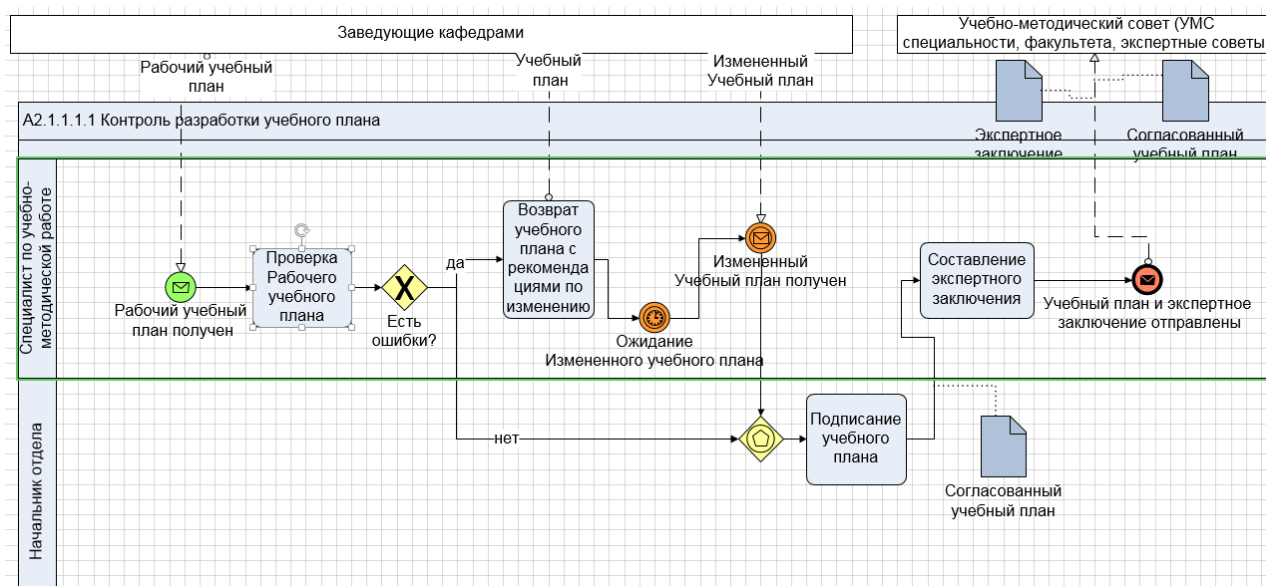 Заведующие кафедрами
Учебно-методический совет (УМС
специальности, факультета, экспертные советы
Рабочий учебный
план
Учебный
план
Измененный
Учебный план
Экспертное
заключение
Согласованный
учебный план
A2.1.1.1.1 Контроль разработки учебного плана
Специалист по учебно-
методической работе
Рабочий учебный
план получен
Проверка
Рабочего
учебного
плана
Есть
ошибки?
да
Возврат
учебного
плана с
рекоменда
циями по
изменению
Ожидание
Измененного учебного плана
Измененный
Учебный план получен
Составление
экспертного
заключения
Учебный план и экспертное
заключение отправлены
Начальник отдела
нет
Подписание
учебного
плана
Согласованный
учебный план